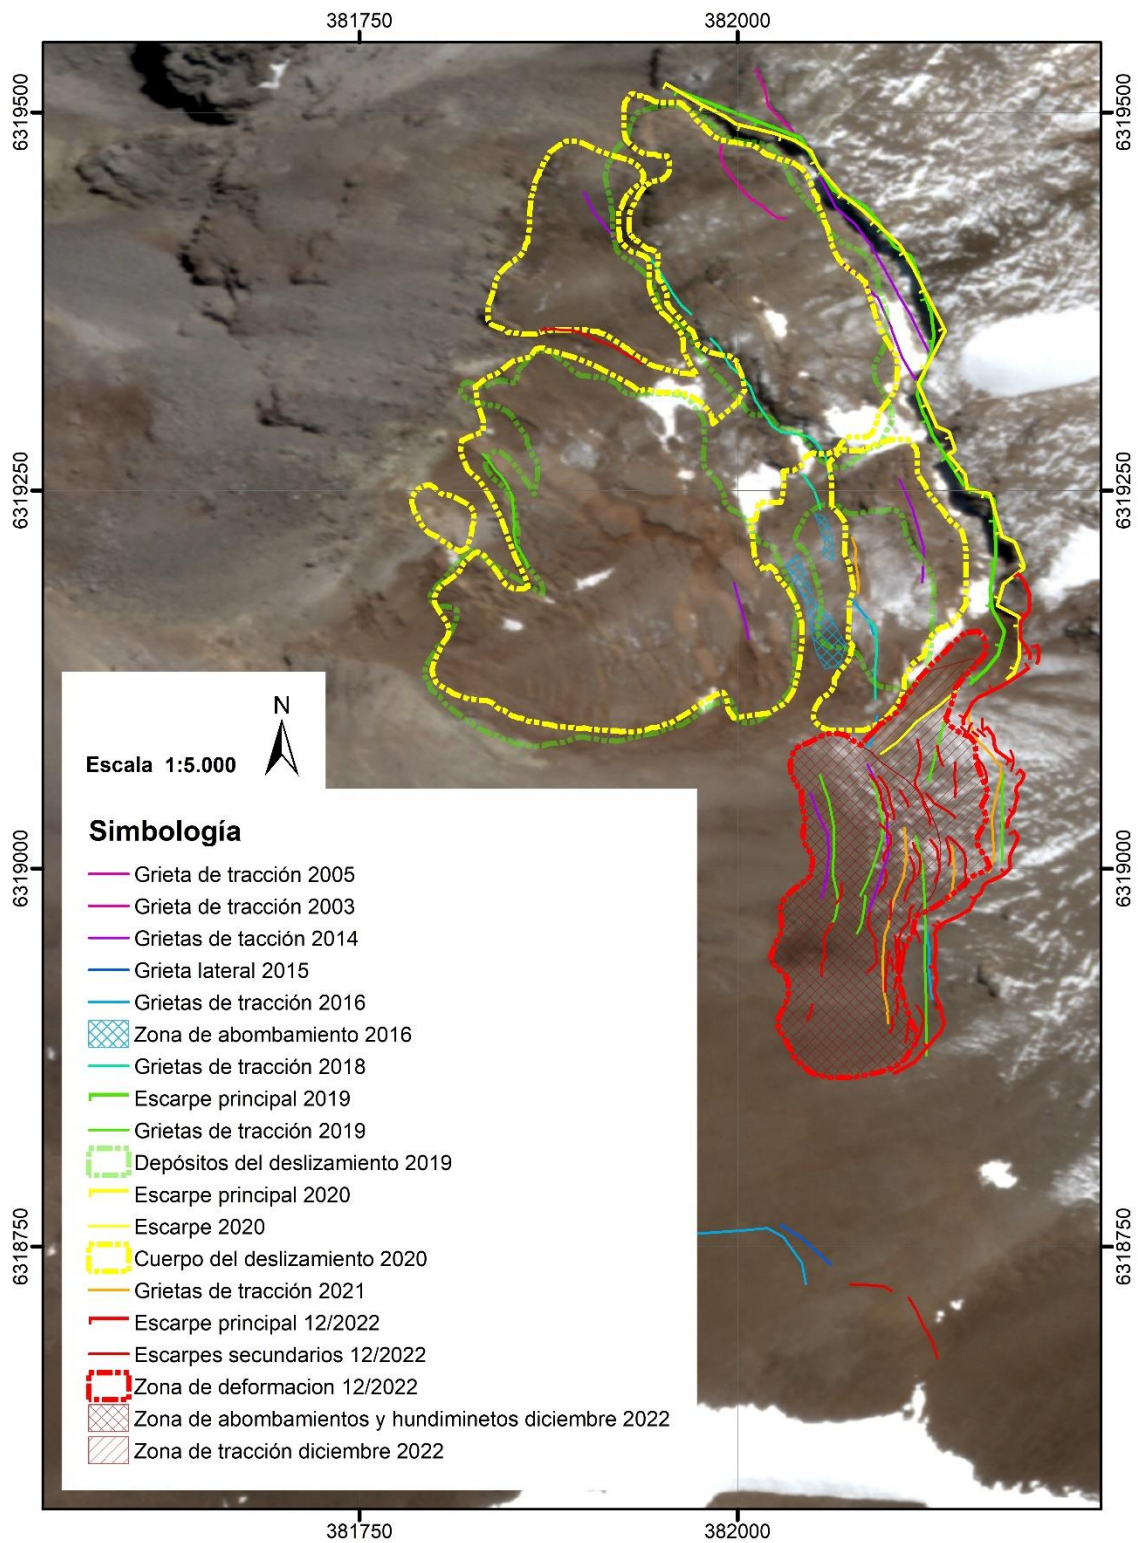 381750
382000
6319500
6319500
6319250
6319250
N
Escala 1:5.000
Simbología
6319000
6319000
Grieta de tracción 2005
Grieta de tracción 2003
Grietas de tacción 2014
Grieta lateral 2015
Grietas de tracción 2016
Zona de abombamiento 2016
Grietas de tracción 2018
Escarpe principal 2019
Grietas de tracción 2019
Depósitos del deslizamiento 2019
Escarpe principal 2020
Escarpe 2020
6318750
6318750
Cuerpo del deslizamiento 2020
Grietas de tracción 2021
Escarpe principal 12/2022
Escarpes secundarios 12/2022
Zona de deformacion 12/2022
Zona de abombamientos y hundiminetos diciembre 2022
Zona de tracción diciembre 2022
381750
382000